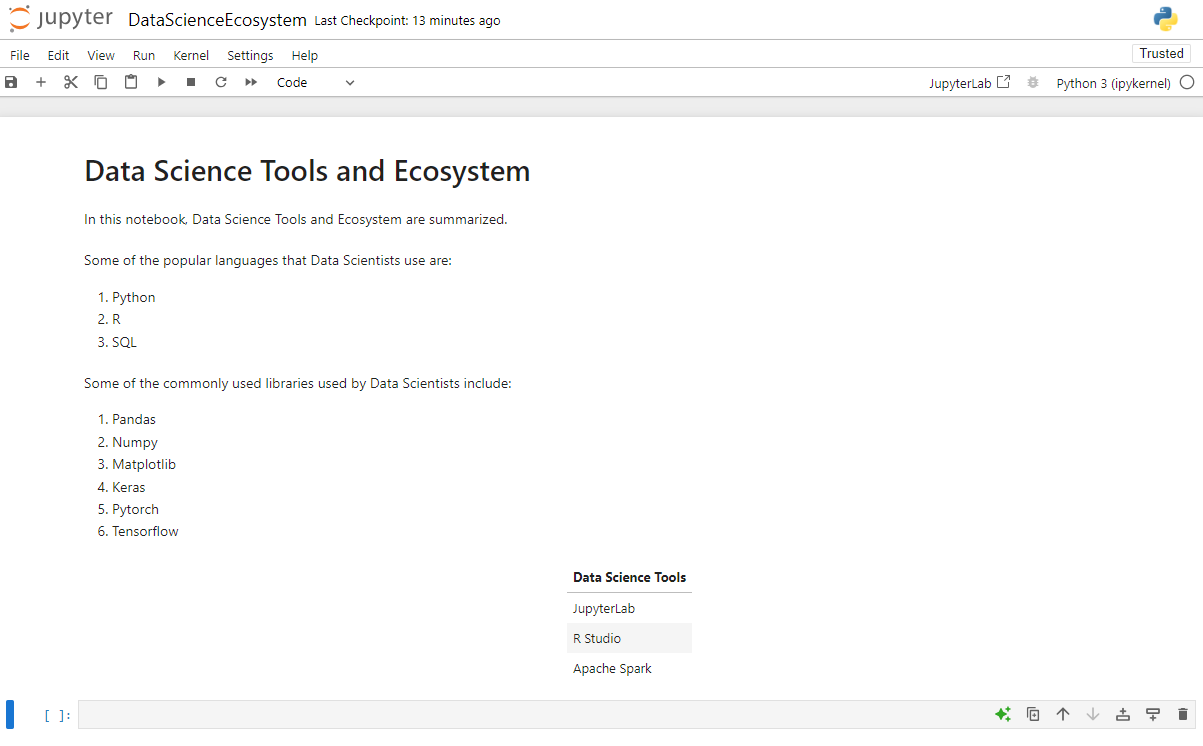 jupyter DataScienceEcosystem Last Checkpoint: 13 minutes ago
File Edit View Run Kernel Settings Help Trusted
Code JupyterLab Python 3 (ipykernel)
Data Science Tools and Ecosystem
In this notebook, Data Science Tools and Ecosystem are summarized.
Some of the popular languages that Data Scientists use are:
1. Python
2. R
3. SQL
Some of the commonly used libraries used by Data Scientists include:
1. Pandas
2. Numpy
3. Matplotlib
4. Keras
5. Pytorch
6. Tensorflow
Data Science Tools
JupyterLab
R Studio
Apache Spark
[ ]: